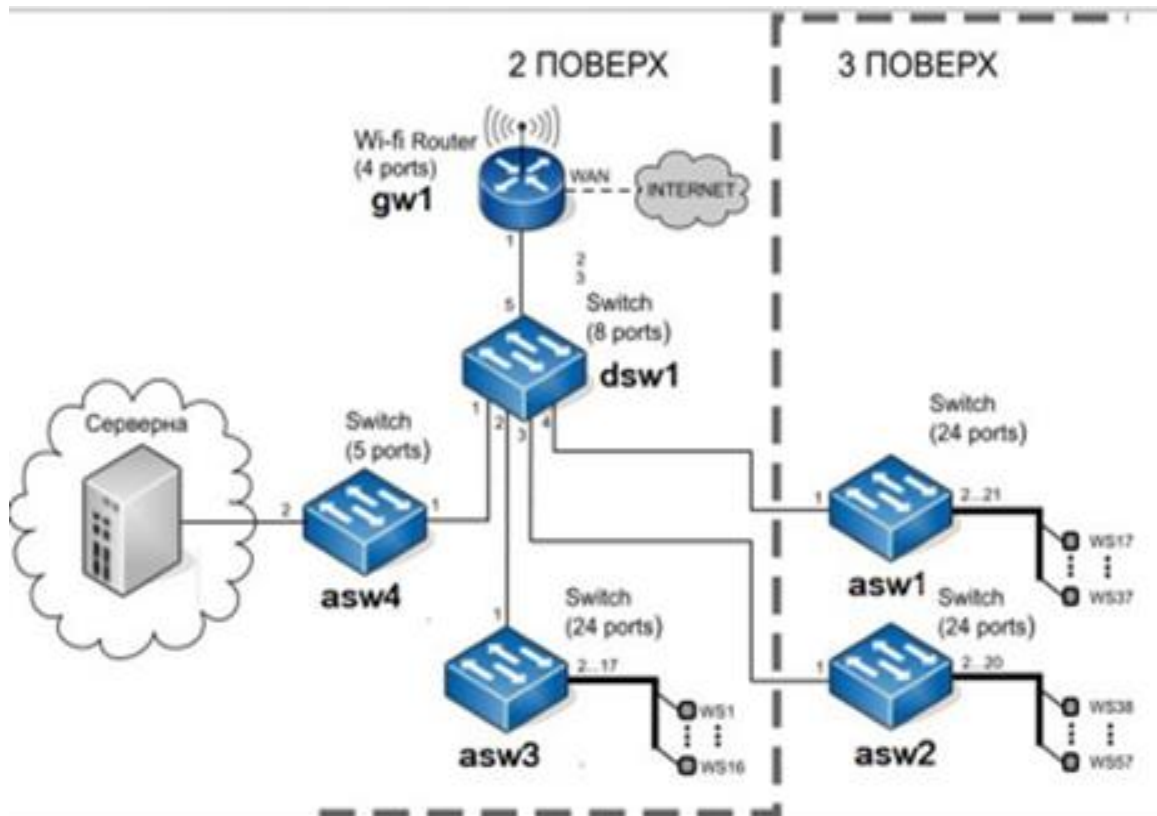 2 ПОВЕРХ
3 ПОВЕРХ
Wi-fi Router
(4 ports)
gw1
WAN
INTERNET
1
2
3
5
Switch
(8 ports)
dsw1
1
2
3
4
Серверна
Switch
(5 ports)
2
1
asw4
Switch
(24 ports)
1
2...21
WS17
WS37
asw1
1
Switch
(24 ports)
2...17
WS1
WS16
asw3
Switch
(24 ports)
1
2...20
WS38
WS57
asw2